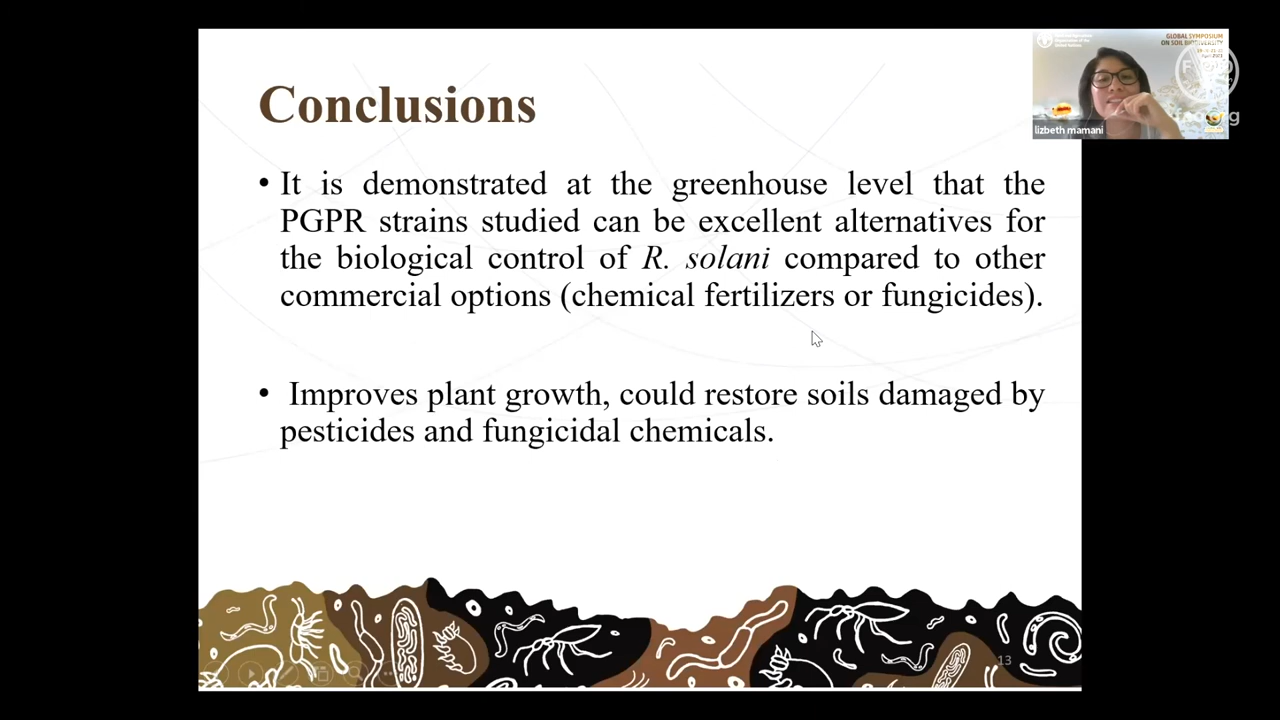 Conclusions
• It is demonstrated at the greenhouse level that the
PGPR strains studied can be excellent alternatives for
the biological control of R. solani compared to other
commercial options (chemical fertilizers or fungicides).
• Improves plant growth, could restore soils damaged by
pesticides and fungicidal chemicals.
13
GLOBAL SYMPOSIUM
ON SOIL BIODIVERSITY
lizbeth mamani